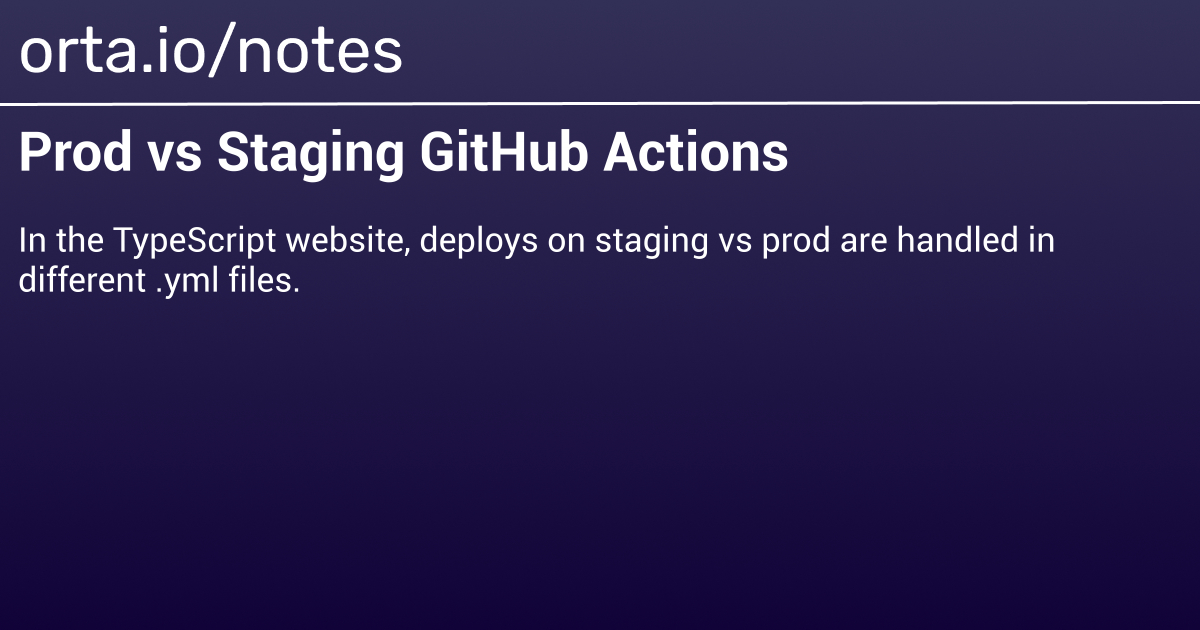 orta.io/notes
Prod vs Staging GitHub Actions
In the TypeScript website, deploys on staging vs prod are handled in
different .yml files.